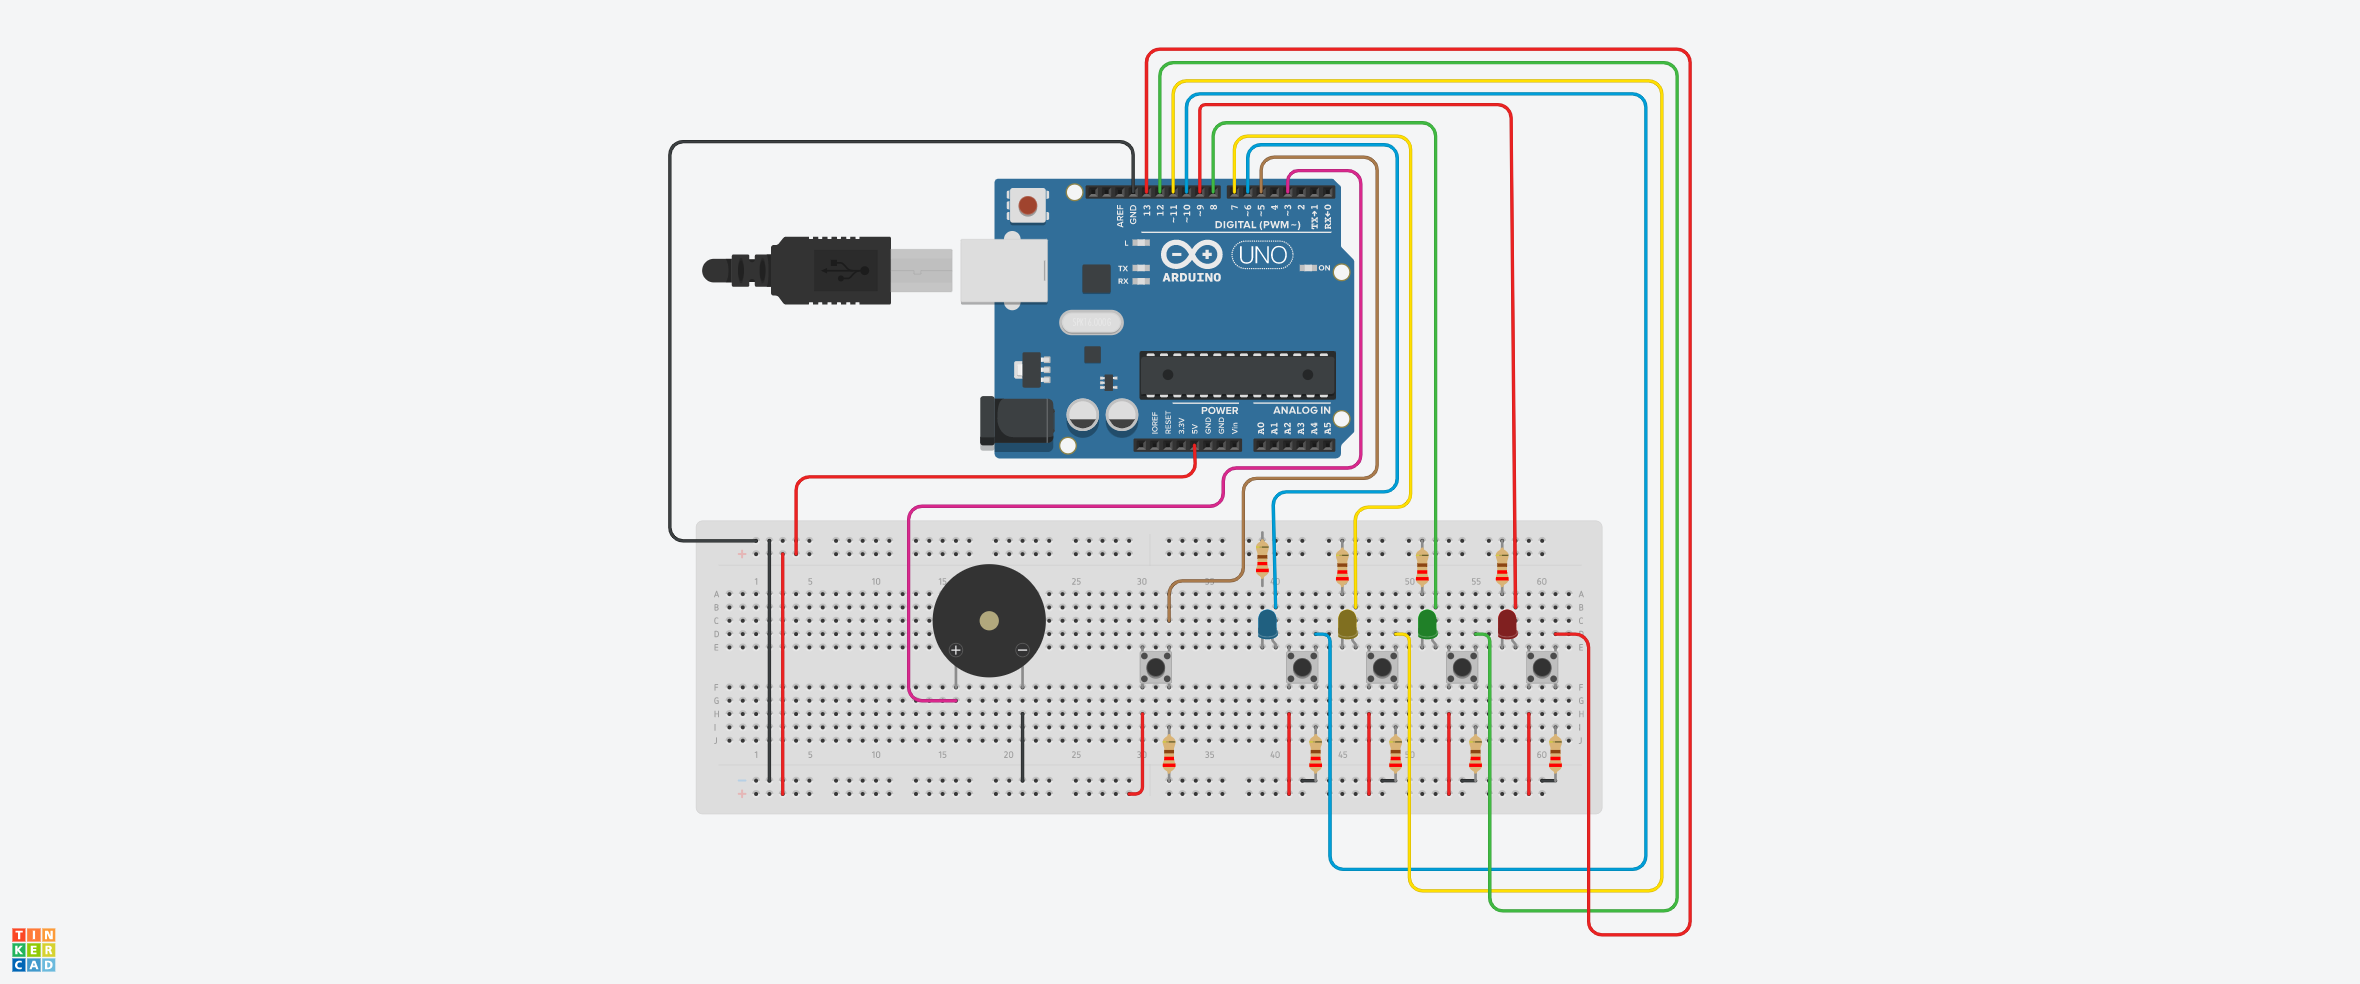 AREF
GND
13
12
~11
~10
~9
8
7
~6
~5
4
~3
2
TX→1
RX←0
DIGITAL (PWM~)
L
TX
RX
ARDUINO
UNO
ON
POWER
ANALOG IN
IOREF
RESET
3.3V
5V
GND
GND
Vin
A0
A1
A2
A3
A4
A5
+
1 5 10 15 25 30 35 40 50 55 60
A A
B B
C C
D
E E
+ −
F F
G G
H H
I I
J J
1 5 10 15 20 25 30 35 40 45 50 60
−
+
TIN
KER
CAD